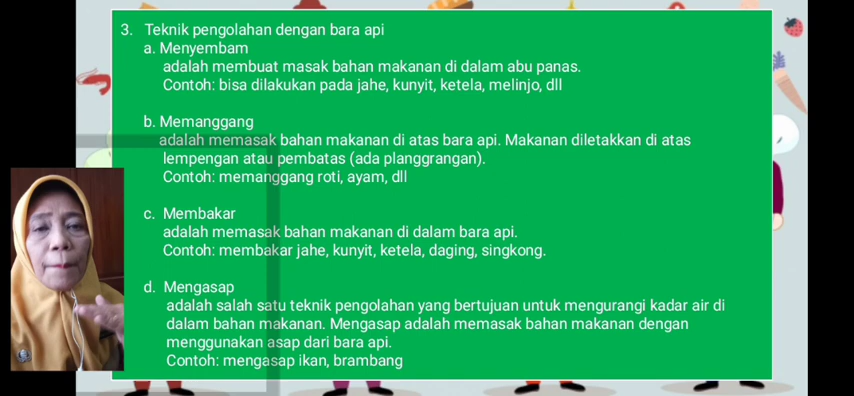 3. Teknik pengolahan dengan bara api
a. Menyembam
adalah membuat masak bahan makanan di dalam abu panas.
Contoh: bisa dilakukan pada jahe, kunyit, ketela, melinjo, dll
b. Memanggang
adalah memasak bahan makanan di atas bara api. Makanan diletakkan di atas
lempengan atau pembatas (ada planggrangan).
Contoh: memanggang roti, ayam, dll
c. Membakar
adalah memasak bahan makanan di dalam bara api.
Contoh: membakar jahe, kunyit, ketela, daging, singkong.
d. Mengasap
adalah salah satu teknik pengolahan yang bertujuan untuk mengurangi kadar air di
dalam bahan makanan. Mengasap adalah memasak bahan makanan dengan
menggunakan asap dari bara api.
Contoh: mengasap ikan, brambang